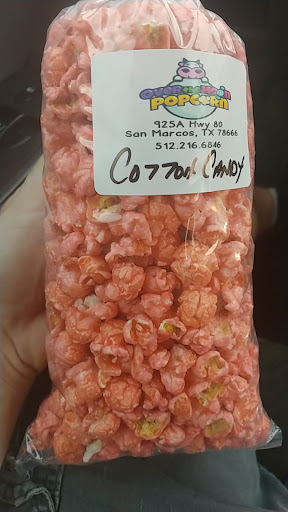 POPCORN
925A Hwy 80
San Marcos, TX 78666
512.216.6846
COTTON CANDY